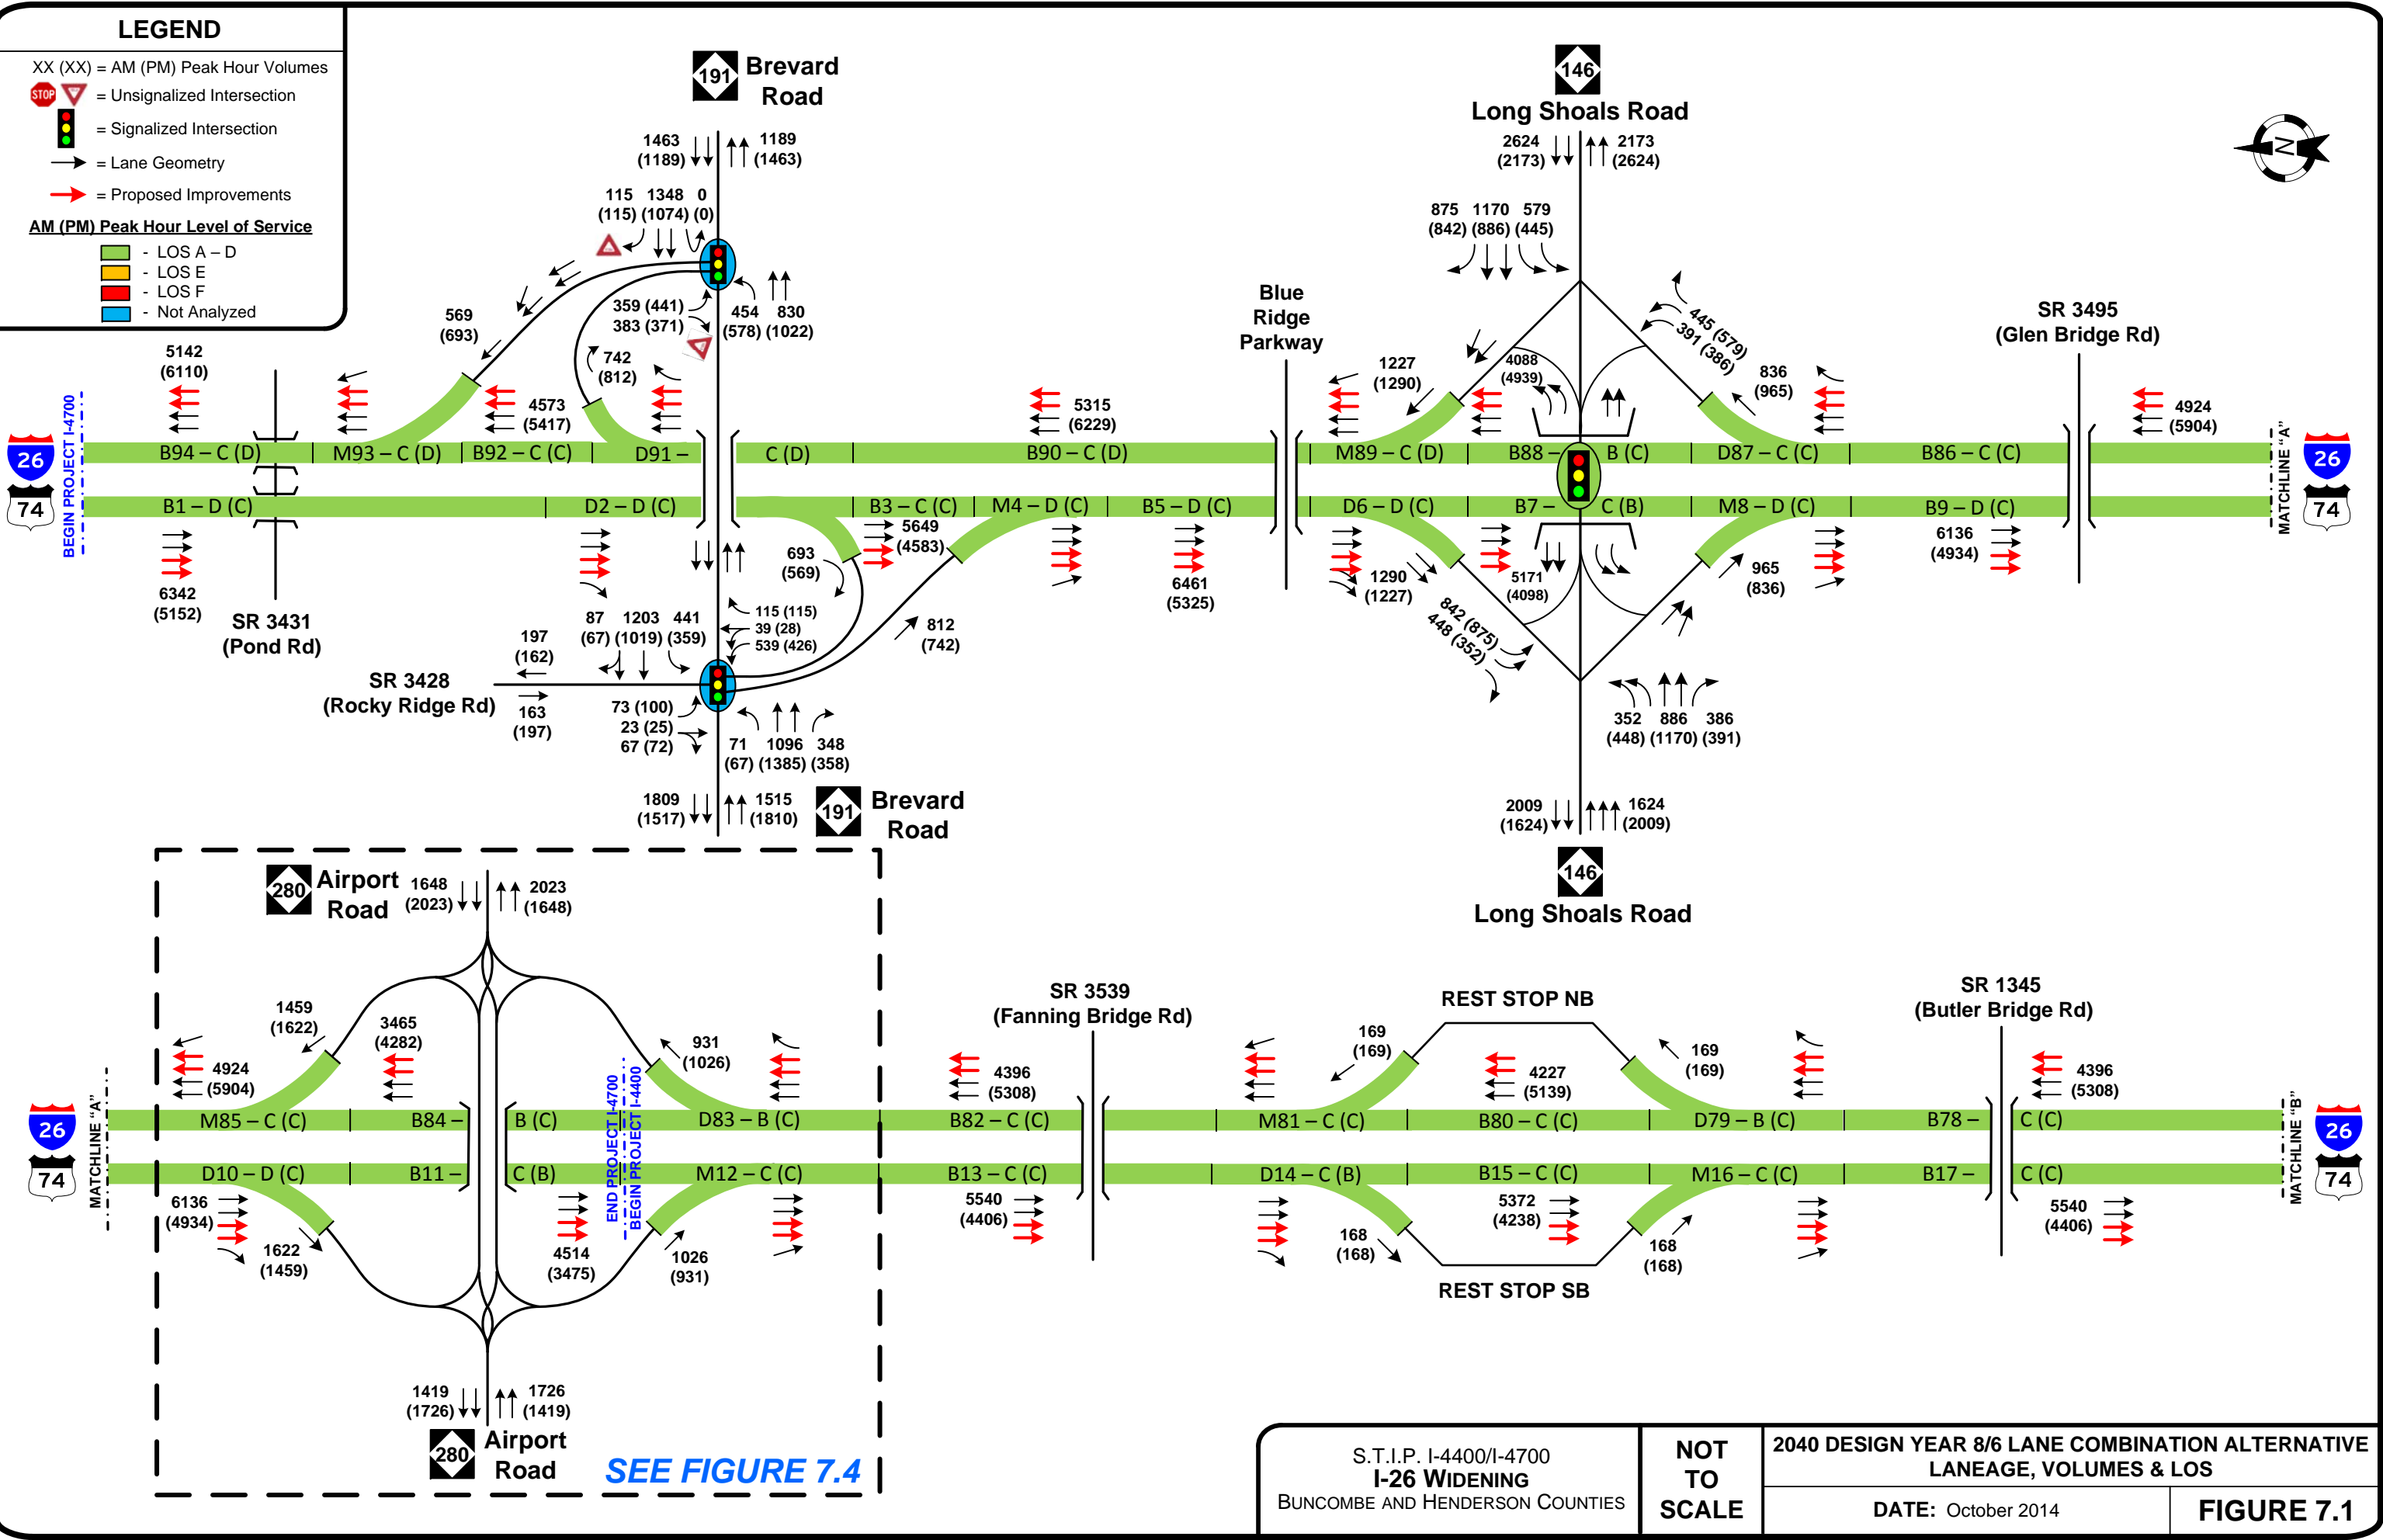 LEGEND
XX (XX) = AM (PM) Peak Hour Volumes
STOP = Unsignalized Intersection
= Signalized Intersection
= Lane Geometry
= Proposed Improvements
AM (PM) Peak Hour Level of Service
- LOS A – D
- LOS E
- LOS F
- Not Analyzed
191 Brevard
Road
1463 1189
(1189) (1463)
115 1348 0
(115) (1074) (0)
359 (441)
383 (371)
454 830
(578) (1022)
569
(693)
742
(812)
5142
(6110)
4573
(5417)
BEGIN PROJECT I-4700
26
74
B94 – C (D)
M93 – C (D)
B92 – C (C)
D91 – C (D)
B90 – C (D)
5315
(6229)
B1 – D (C)
D2 – D (C)
B3 – C (C)
M4 – D (C)
B5 – D (C)
6342
(5152)
SR 3431
(Pond Rd)
693
(569)
5649
(4583)
6461
(5325)
812
(742)
87 1203 441
(67) (1019) (359)
115 (115)
39 (28)
539 (426)
197
(162)
SR 3428
(Rocky Ridge Rd)
163
(197)
73 (100)
23 (25)
67 (72)
71 1096 348
(67) (1385) (358)
1809 1515
(1517) (1810)
191 Brevard
Road
Blue
Ridge
Parkway
146
Long Shoals Road
2624 2173
(2173) (2624)
N
875 1170 579
(842) (886) (445)
445 (579)
391 (386)
1227
(1290)
4088
(4939)
836
(965)
SR 3495
(Glen Bridge Rd)
4924
(5904)
M89 – C (D)
B88 – B (C)
D87 – C (C)
B86 – C (C)
D6 – D (C)
B7 – C (B)
M8 – D (C)
B9 – D (C)
MATCHLINE “A”
26
74
1290
(1227)
5171
(4098)
965
(836)
6136
(4934)
842 (875)
448 (352)
352 886 386
(448) (1170) (391)
2009 1624
(1624) (2009)
146
Long Shoals Road
280 Airport
Road
1648 2023
(2023) (1648)
1459
(1622)
3465
(4282)
931
(1026)
4924
(5904)
26
74
MATCHLINE “A”
M85 – C (C)
B84 – B (C)
D83 – B (C)
D10 – D (C)
B11 – C (B)
M12 – C (C)
END PROJECT I-4700
BEGIN PROJECT I-4400
6136
(4934)
1622
(1459)
4514
(3475)
1026
(931)
1419 1726
(1726) (1419)
280 Airport
Road
SEE FIGURE 7.4
SR 3539
(Fanning Bridge Rd)
4396
(5308)
B82 – C (C)
B13 – C (C)
5540
(4406)
REST STOP NB
169
(169)
4227
(5139)
169
(169)
M81 – C (C)
B80 – C (C)
D79 – B (C)
D14 – C (B)
B15 – C (C)
M16 – C (C)
168
(168)
5372
(4238)
168
(168)
REST STOP SB
SR 1345
(Butler Bridge Rd)
4396
(5308)
B78 – C (C)
B17 – C (C)
5540
(4406)
MATCHLINE “B”
26
74
S.T.I.P. I-4400/I-4700
I-26 WIDENING
BUNCOMBE AND HENDERSON COUNTIES
NOT
TO
SCALE
2040 DESIGN YEAR 8/6 LANE COMBINATION ALTERNATIVE
LANEAGE, VOLUMES & LOS
DATE: October 2014
FIGURE 7.1